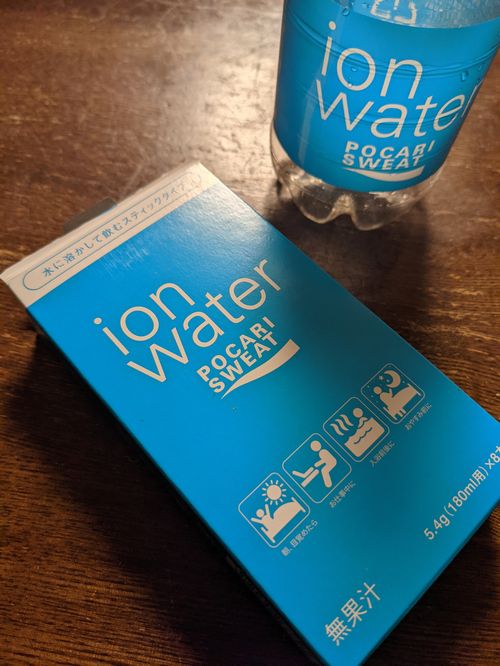 ion
water
POCARI
SWEAT
水に溶かして飲むスティックタイプ
ion
water
POCARI
SWEAT
朝、目覚めたら
お仕事中に
入浴前後に
おやすみ前に
5.4g(180ml用)×8本
無果汁